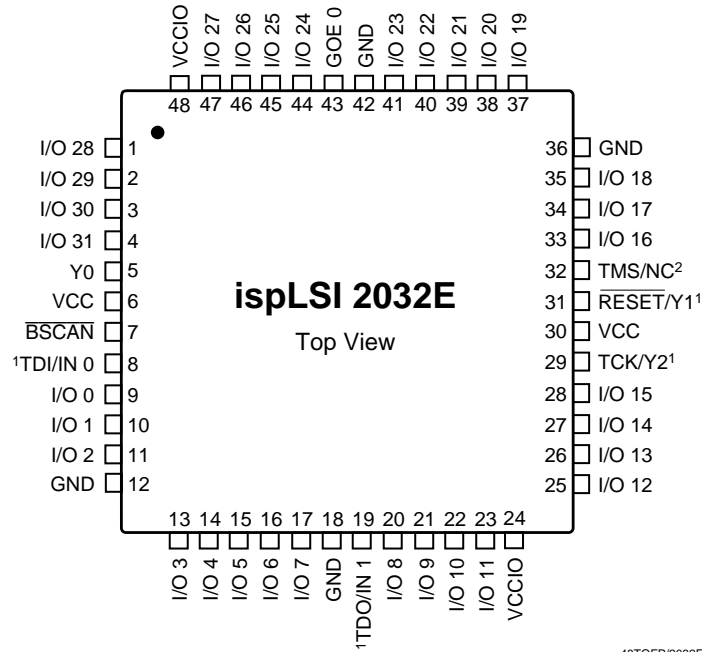 VCCIO
I/O 27
I/O 26
I/O 25
I/O 24
GOE 0
GND
I/O 23
I/O 22
I/O 21
I/O 20
I/O 19
48 47 46 45 44 43 42 41 40 39 38 37
I/O 28 1
I/O 29 2
I/O 30 3
I/O 31 4
Y0 5
VCC 6
BSCAN 7
1TDI/IN 0 8
I/O 0 9
I/O 1 10
I/O 2 11
GND 12
ispLSI 2032E
Top View
36 GND
35 I/O 18
34 I/O 17
33 I/O 16
32 TMS/NC2
31 RESET/Y11
30 VCC
29 TCK/Y21
28 I/O 15
27 I/O 14
26 I/O 13
25 I/O 12
13 14 15 16 17 18 19 20 21 22 23 24
I/O 3
I/O 4
I/O 5
I/O 6
I/O 7
GND
1TDO/IN 1
I/O 8
I/O 9
I/O 10
I/O 11
VCCIO